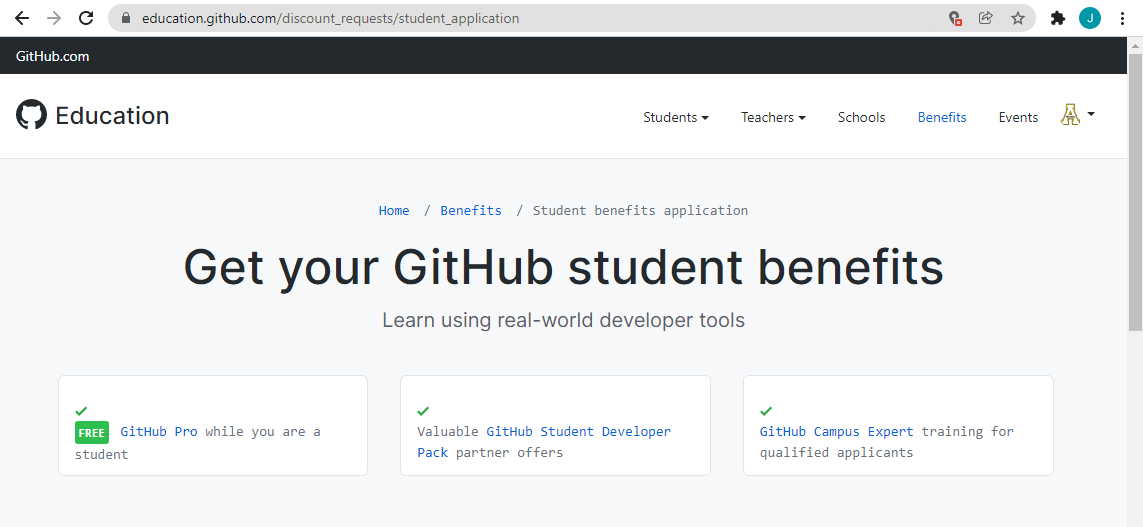 education.github.com/discount_requests/student_application
J
GitHub.com
Education
Students
Teachers
Schools
Benefits
Events
Home / Benefits / Student benefits application
Get your GitHub student benefits
Learn using real-world developer tools
FREE GitHub Pro while you are a
student
Valuable GitHub Student Developer
Pack partner offers
GitHub Campus Expert training for
qualified applicants